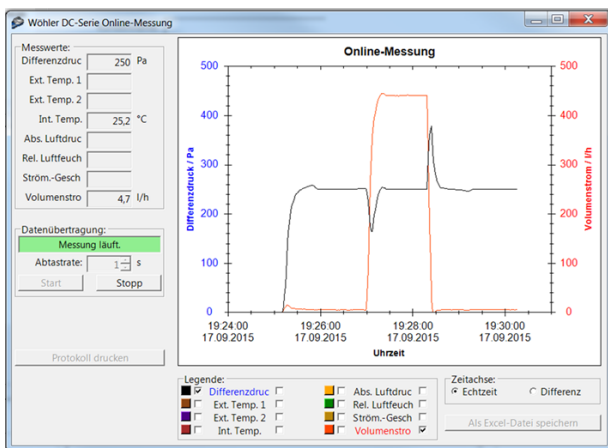 Wöhler DC-Serie Online-Messung
Messwerte:
Differenzdruc 250 Pa
Ext. Temp. 1
Ext. Temp. 2
Int. Temp. 25,2 °C
Abs. Luftdruc
Rel. Luftfeuch
Ström.-Gesch
Volumenstro 4,7 l/h
Datenübertragung:
Messung läuft.
Abtastrate: 1 s
Start Stopp
Protokoll drucken
Online-Messung
500 500
400 400
300 300
200 200
100 100
0 0
Differenzdruck / Pa
Volumenstrom / l/h
19:24:00 19:26:00 19:28:00 19:30:00
17.09.2015 17.09.2015 17.09.2015 17.09.2015
Uhrzeit
Legende:
Differenzdruc Abs. Luftdruc
Ext. Temp. 1 Rel. Luftfeuch
Ext. Temp. 2 Ström.-Gesch
Int. Temp. Volumenstro
Zeitachse:
Echtzeit Differenz
Als Excel-Datei speichern